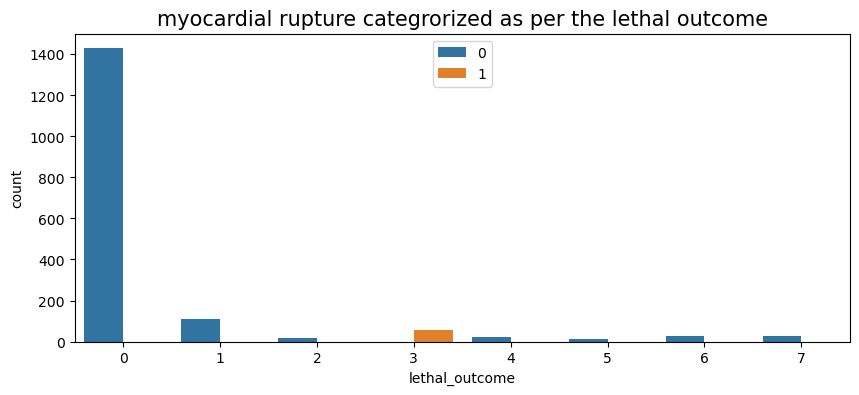 myocardial rupture categrorized as per the lethal outcome
0
1
1400
1200
1000
800
600
400
200
0
count
0 1 2 3 4 5 6 7
lethal_outcome